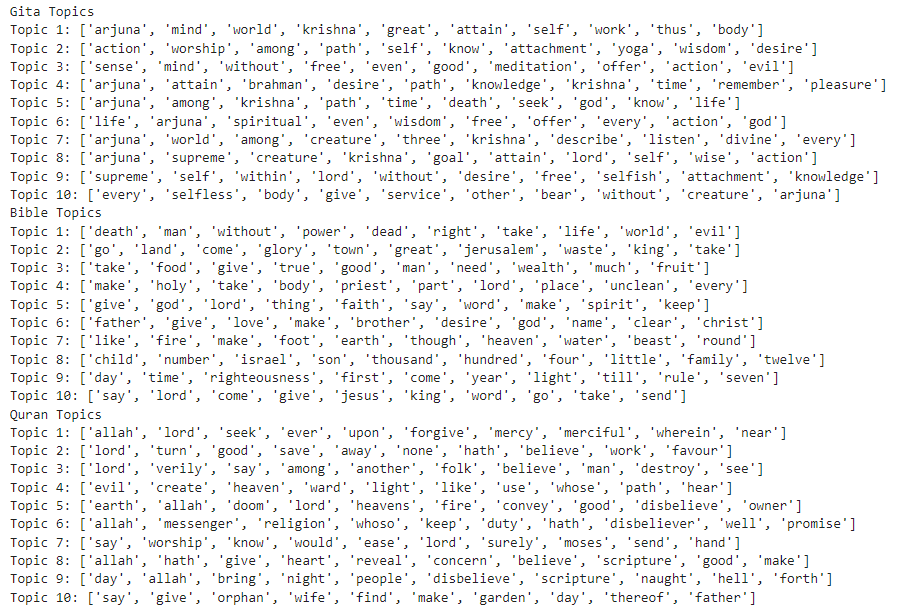 Gita Topics
Topic 1: ['arjuna', 'mind', 'world', 'krishna', 'great', 'attain', 'self', 'work', 'thus', 'body']
Topic 2: ['action', 'worship', 'among', 'path', 'self', 'know', 'attachment', 'yoga', 'wisdom', 'desire']
Topic 3: ['sense', 'mind', 'without', 'free', 'even', 'good', 'meditation', 'offer', 'action', 'evil']
Topic 4: ['arjuna', 'attain', 'brahman', 'desire', 'path', 'knowledge', 'krishna', 'time', 'remember', 'pleasure']
Topic 5: ['arjuna', 'among', 'krishna', 'path', 'time', 'death', 'seek', 'god', 'know', 'life']
Topic 6: ['life', 'arjuna', 'spiritual', 'even', 'wisdom', 'free', 'offer', 'every', 'action', 'god']
Topic 7: ['arjuna', 'world', 'among', 'creature', 'three', 'krishna', 'describe', 'listen', 'divine', 'every']
Topic 8: ['arjuna', 'supreme', 'creature', 'krishna', 'goal', 'attain', 'lord', 'self', 'wise', 'action']
Topic 9: ['supreme', 'self', 'within', 'lord', 'without', 'desire', 'free', 'selfish', 'attachment', 'knowledge']
Topic 10: ['every', 'selfless', 'body', 'give', 'service', 'other', 'bear', 'without', 'creature', 'arjuna']
Bible Topics
Topic 1: ['death', 'man', 'without', 'power', 'dead', 'right', 'take', 'life', 'world', 'evil']
Topic 2: ['go', 'land', 'come', 'glory', 'town', 'great', 'jerusalem', 'waste', 'king', 'take']
Topic 3: ['take', 'food', 'give', 'true', 'good', 'man', 'need', 'wealth', 'much', 'fruit']
Topic 4: ['make', 'holy', 'take', 'body', 'priest', 'part', 'lord', 'place', 'unclean', 'every']
Topic 5: ['give', 'god', 'lord', 'thing', 'faith', 'say', 'word', 'make', 'spirit', 'keep']
Topic 6: ['father', 'give', 'love', 'make', 'brother', 'desire', 'god', 'name', 'clear', 'christ']
Topic 7: ['like', 'fire', 'make', 'foot', 'earth', 'though', 'heaven', 'water', 'beast', 'round']
Topic 8: ['child', 'number', 'israel', 'son', 'thousand', 'hundred', 'four', 'little', 'family', 'twelve']
Topic 9: ['day', 'time', 'righteousness', 'first', 'come', 'year', 'light', 'till', 'rule', 'seven']
Topic 10: ['say', 'lord', 'come', 'give', 'jesus', 'king', 'word', 'go', 'take', 'send']
Quran Topics
Topic 1: ['allah', 'lord', 'seek', 'ever', 'upon', 'forgive', 'mercy', 'merciful', 'wherein', 'near']
Topic 2: ['lord', 'turn', 'good', 'save', 'away', 'none', 'hath', 'believe', 'work', 'favour']
Topic 3: ['lord', 'verily', 'say', 'among', 'another', 'folk', 'believe', 'man', 'destroy', 'see']
Topic 4: ['evil', 'create', 'heaven', 'ward', 'light', 'like', 'use', 'whose', 'path', 'hear']
Topic 5: ['earth', 'allah', 'doom', 'lord', 'heavens', 'fire', 'convey', 'good', 'disbelieve', 'owner']
Topic 6: ['allah', 'messenger', 'religion', 'whoso', 'keep', 'duty', 'hath', 'disbeliever', 'well', 'promise']
Topic 7: ['say', 'worship', 'know', 'would', 'ease', 'lord', 'surely', 'moses', 'send', 'hand']
Topic 8: ['allah', 'hath', 'give', 'heart', 'reveal', 'concern', 'believe', 'scripture', 'good', 'make']
Topic 9: ['day', 'allah', 'bring', 'night', 'people', 'disbelieve', 'scripture', 'naught', 'hell', 'forth']
Topic 10: ['say', 'give', 'orphan', 'wife', 'find', 'make', 'garden', 'day', 'thereof', 'father']